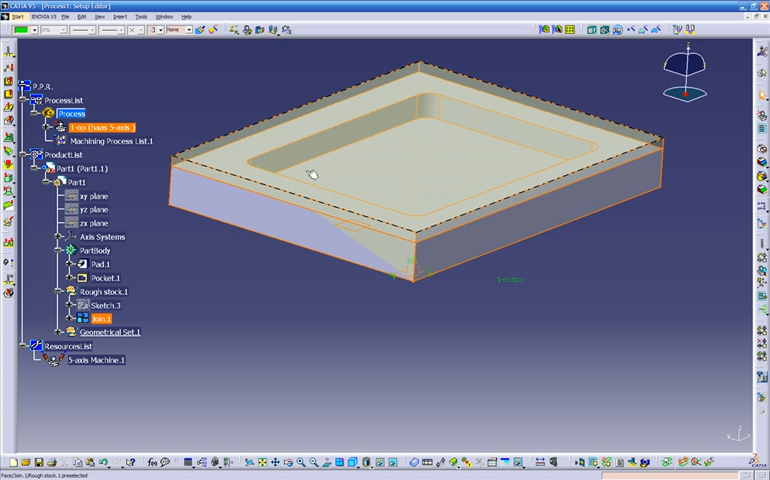 CATIA V5 - [Process1: Setup Editor]
Start ENOVIA V5 File Edit View Insert Tools Window Help
0% 3 None
P.P.R.
ProcessList
Process
1-op (haas 5-axis )
Machining Process List.1
ProductList
Part1 (Part1.1)
Part1
xy plane
yz plane
zx plane
Axis Systems
PartBody
Pad.1
Pocket.1
Rough stock.1
Sketch.3
Join.1
Geometrical Set.1
ResourcesList
5-axis Machine.1
Face/Join.1/Rough stock.1 preselected
CATIA